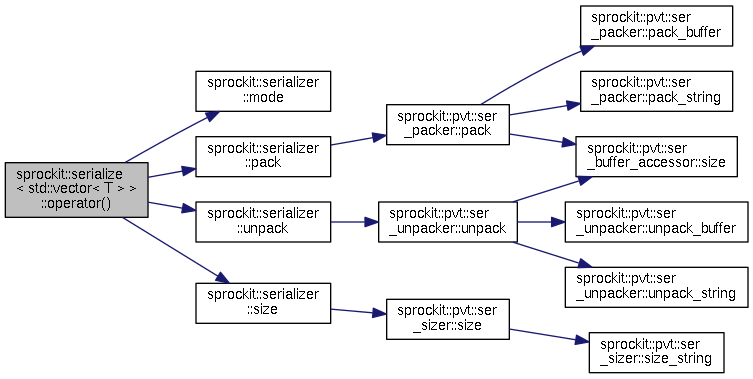 sprockit::serialize
< std::vector< T > >
::operator()
sprockit::serializer
::mode
sprockit::serializer
::pack
sprockit::serializer
::unpack
sprockit::serializer
::size
sprockit::pvt::ser
_packer::pack
sprockit::pvt::ser
_unpacker::unpack
sprockit::pvt::ser
_sizer::size
sprockit::pvt::ser
_packer::pack_buffer
sprockit::pvt::ser
_packer::pack_string
sprockit::pvt::ser
_buffer_accessor::size
sprockit::pvt::ser
_unpacker::unpack_buffer
sprockit::pvt::ser
_unpacker::unpack_string
sprockit::pvt::ser
_sizer::size_string